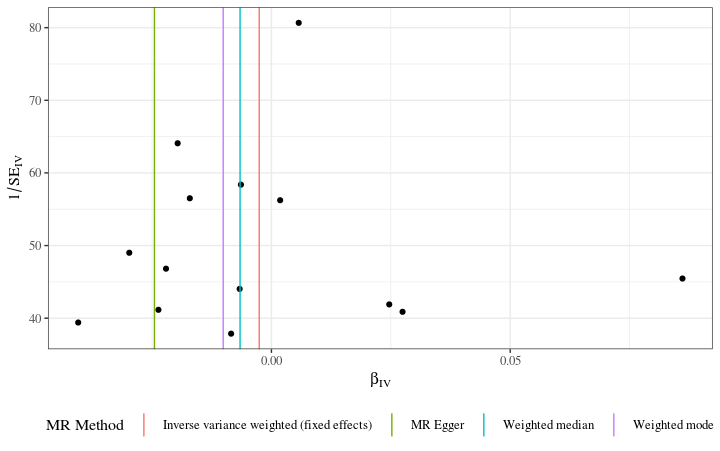 80
70
60
50
40
1/SE_IV
0.00 0.05
β_IV
MR Method Inverse variance weighted (fixed effects) MR Egger Weighted median Weighted mode